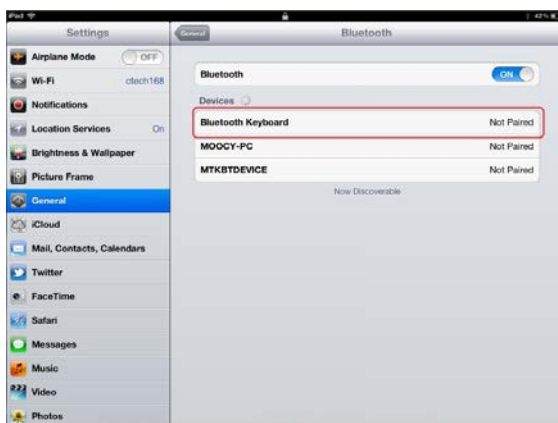 iPad
42%
Settings
General
Bluetooth
Airplane Mode
OFF
Wi-Fi
ctech168
Notifications
Location Services
On
Brightness & Wallpaper
Picture Frame
General
iCloud
Mail, Contacts, Calendars
Twitter
FaceTime
Safari
Messages
Music
Video
Photos
Bluetooth
ON
Devices
Bluetooth Keyboard
Not Paired
MOOCY-PC
Not Paired
MTKBTDEVICE
Not Paired
Now Discoverable